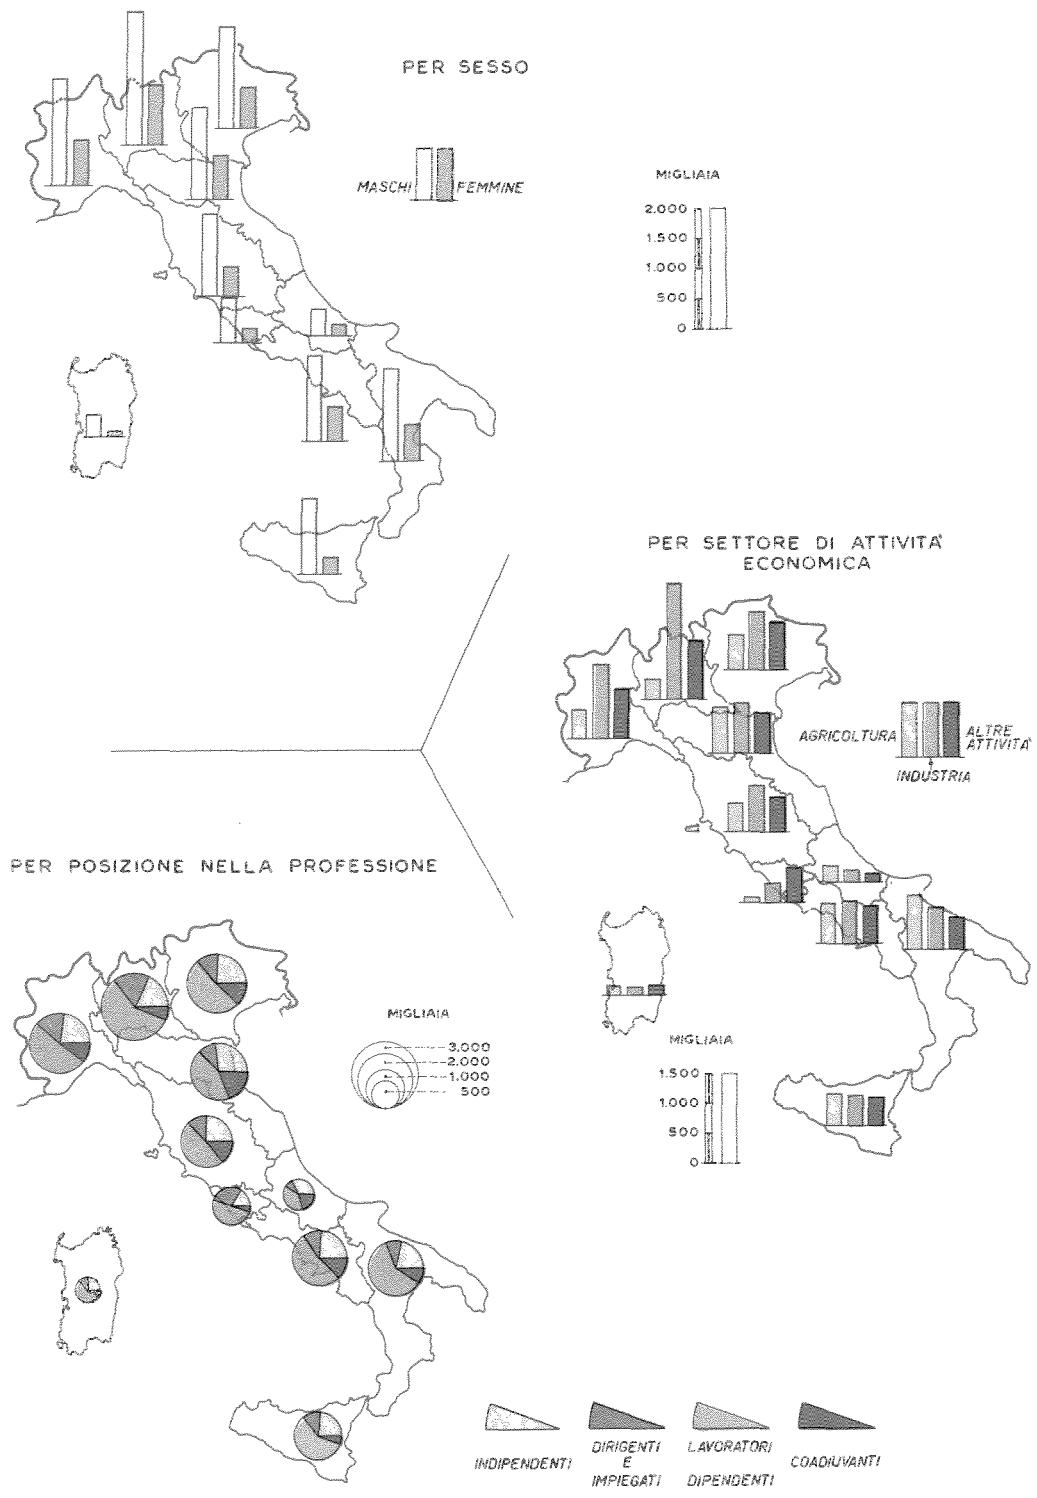 PER SESSO
MASCHI
FEMMINE
MIGLIAIA
2.000
1.500
1.000
500
0
PER SETTORE DI ATTIVITA'
ECONOMICA
AGRICOLTURA
ALTRE
ATTIVITA'
INDUSTRIA
PER POSIZIONE NELLA PROFESSIONE
MIGLIAIA
3.000
2.000
1.000
500
MIGLIAIA
1.500
1.000
500
0
INDIPENDENTI
DIRIGENTI
E
IMPIEGATI
LAVORATORI
DIPENDENTI
COADIUVANTI